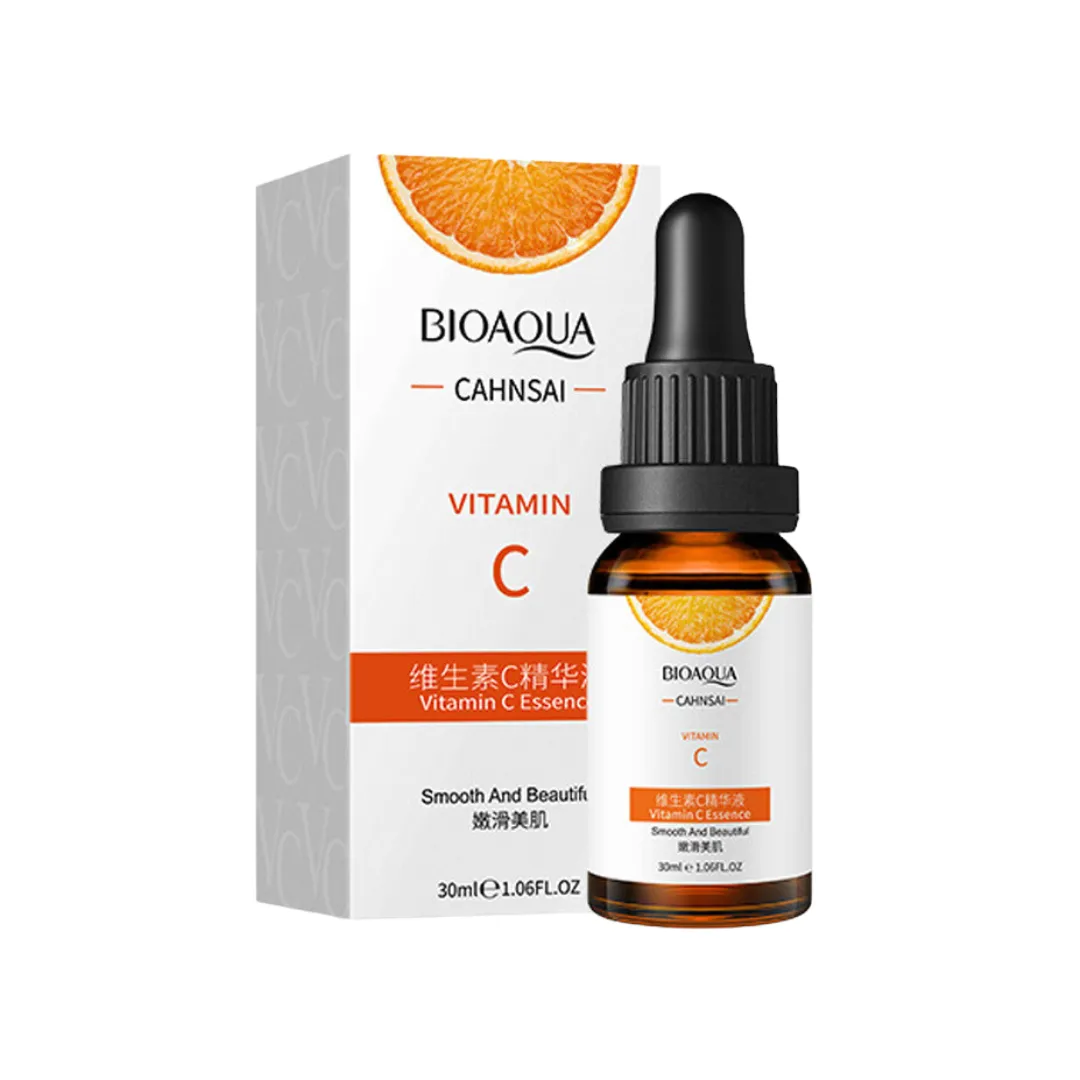 BIOAQUA
CAHNSAI
VITAMIN
C
维生素C精华
Vitamin C
Smooth And
嫩滑美肌
30ml℮1.06FL.OZ
BIOAQUA
CAHNSAI
VITAMIN
C
维生素C精华液
Vitamin C Essence
Smooth And Beautiful
嫩滑美肌
30ml ℮ 1.06FL.OZ
VC